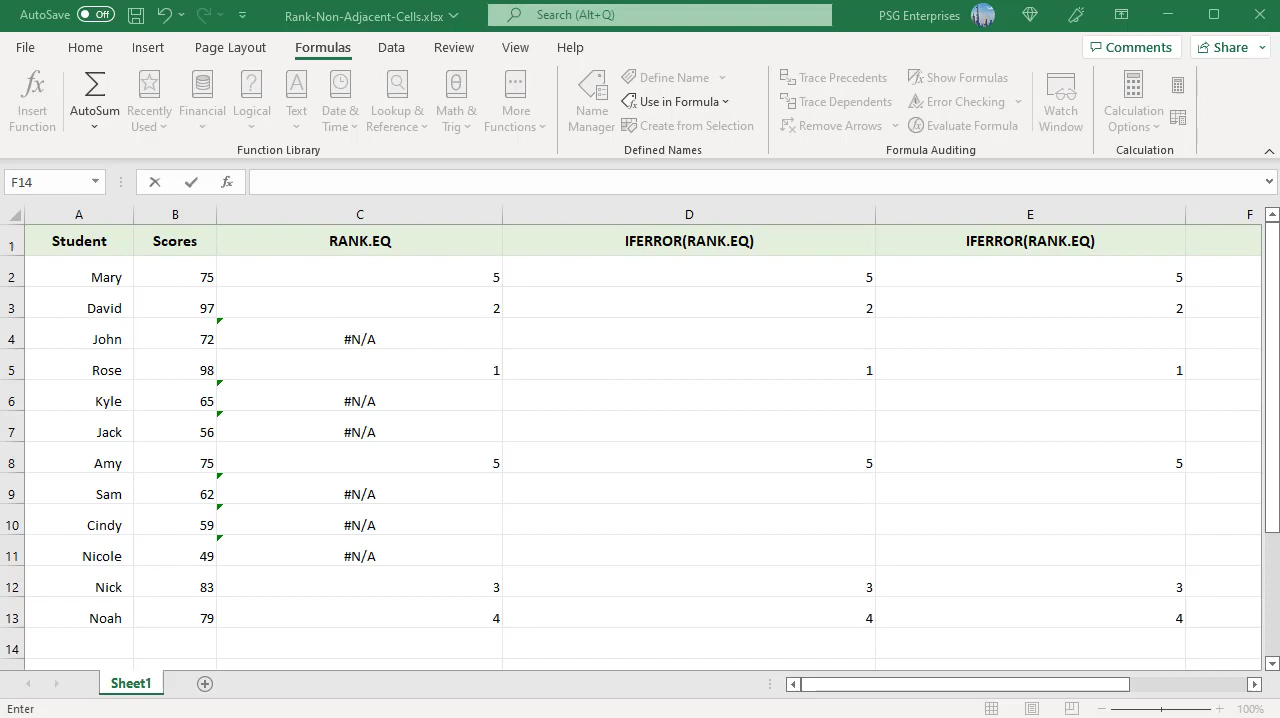 AutoSave Off Rank-Non-Adjacent-Cells.xlsx Search (Alt+Q) PSG Enterprises
File Home Insert Page Layout Formulas Data Review View Help Comments Share
Insert Function
AutoSum
Recently Used
Financial
Logical
Text
Date & Time
Lookup & Reference
Math & Trig
More Functions
Function Library
Name Manager
Define Name
Use in Formula
Create from Selection
Defined Names
Trace Precedents
Trace Dependents
Remove Arrows
Show Formulas
Error Checking
Evaluate Formula
Formula Auditing
Watch Window
Calculation Options
Calculation
F14 fx
A B C D E F
1 Student Scores RANK.EQ IFERROR(RANK.EQ) IFERROR(RANK.EQ)
2 Mary 75 5 5 5
3 David 97 2 2 2
4 John 72 #N/A
5 Rose 98 1 1 1
6 Kyle 65 #N/A
7 Jack 56 #N/A
8 Amy 75 5 5 5
9 Sam 62 #N/A
10 Cindy 59 #N/A
11 Nicole 49 #N/A
12 Nick 83 3 3 3
13 Noah 79 4 4 4
14
Sheet1
Enter 100%